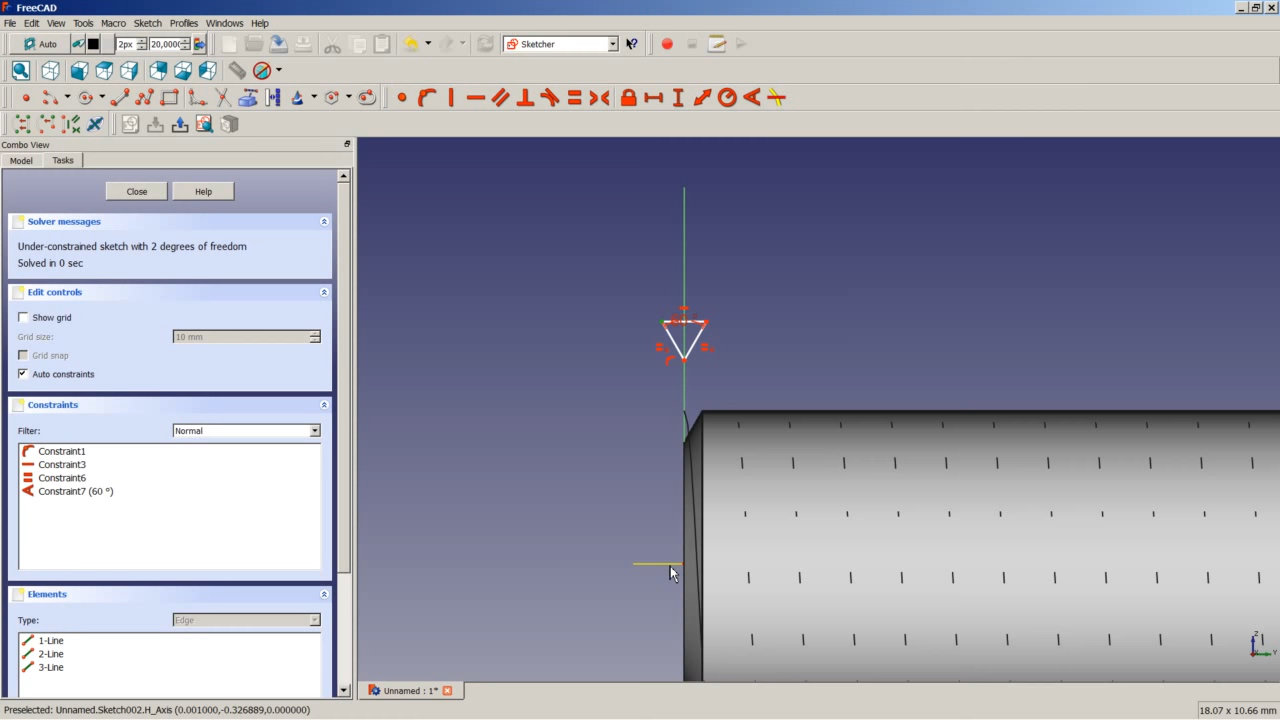 FreeCAD
File Edit View Tools Macro Sketch Profiles Windows Help
Auto 2px 20,0000 Sketcher
Combo View
Model Tasks
Close Help
Solver messages
Under-constrained sketch with 2 degrees of freedom
Solved in 0 sec
Edit controls
Show grid
Grid size: 10 mm
Grid snap
Auto constraints
Constraints
Filter: Normal
Constraint1
Constraint3
Constraint6
Constraint7 (60 °)
Elements
Type: Edge
1-Line
2-Line
3-Line
Z
Y
Unnamed : 1*
Preselected: Unnamed.Sketch002.H_Axis (0.001000,-0.326889,0.000000) 18.07 x 10.66 mm